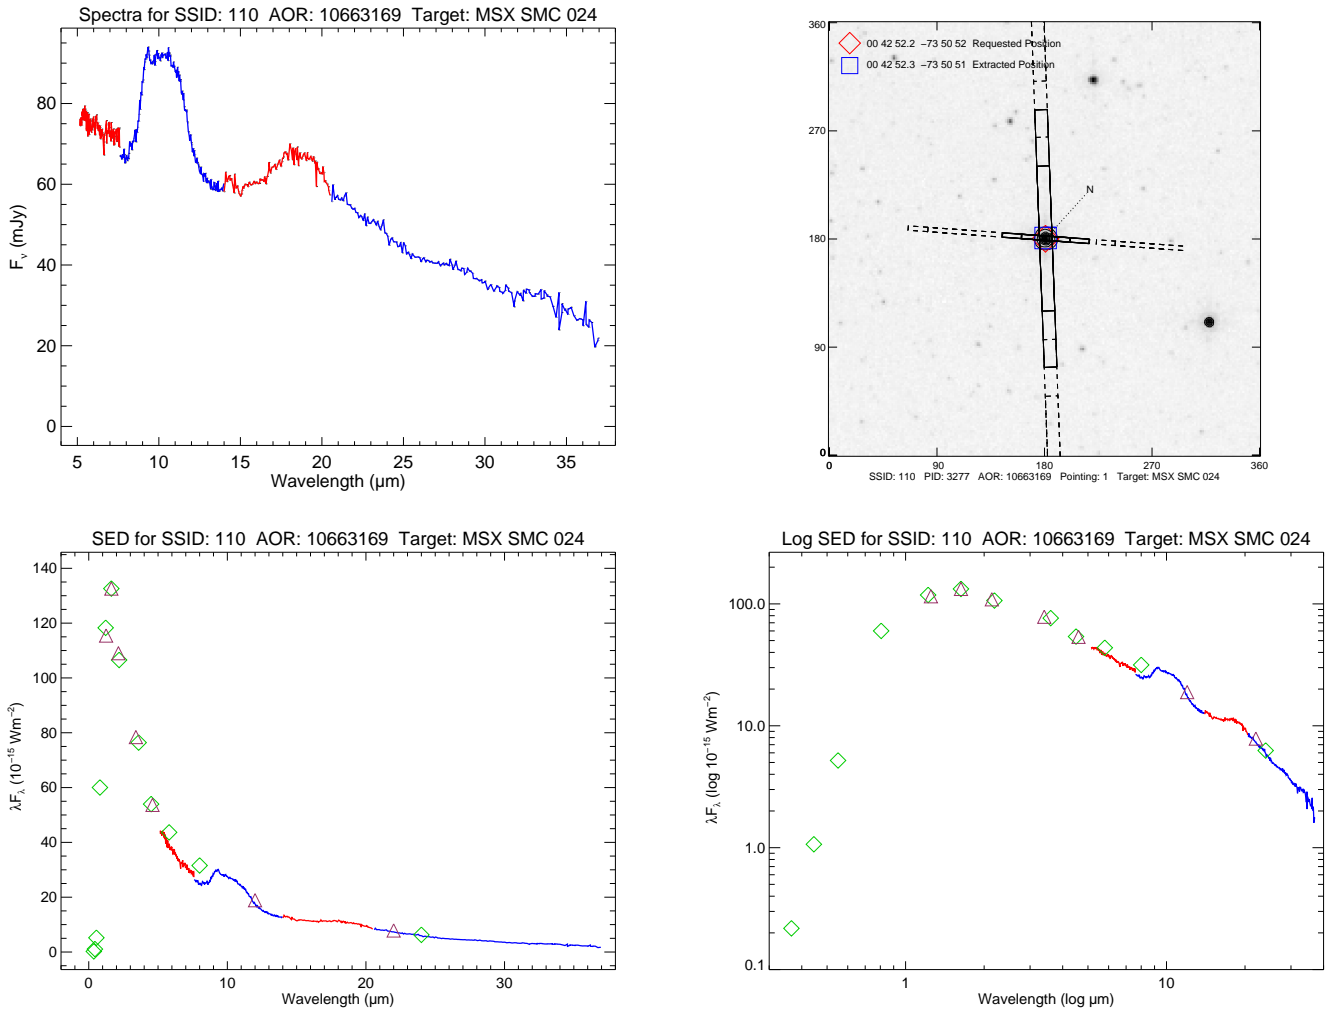 Spectra for SSID: 110 AOR: 10663169 Target: MSX SMC 024
80
60
40
20
0
Fν (mJy)
5 10 15 20 25 30 35
Wavelength (μm)
360
270
180
90
0
00 42 52.2 −73 50 52 Requested Position
00 42 52.3 −73 50 51 Extracted Position
N
0 90 180 270 360
SSID: 110 PID: 3277 AOR: 10663169 Pointing: 1 Target: MSX SMC 024
SED for SSID: 110 AOR: 10663169 Target: MSX SMC 024
140
120
100
80
60
40
20
0
λFλ (10−15 Wm−2)
0 10 20 30
Wavelength (μm)
Log SED for SSID: 110 AOR: 10663169 Target: MSX SMC 024
100.0
10.0
1.0
0.1
λFλ (log 10−15 Wm−2)
1 10
Wavelength (log μm)